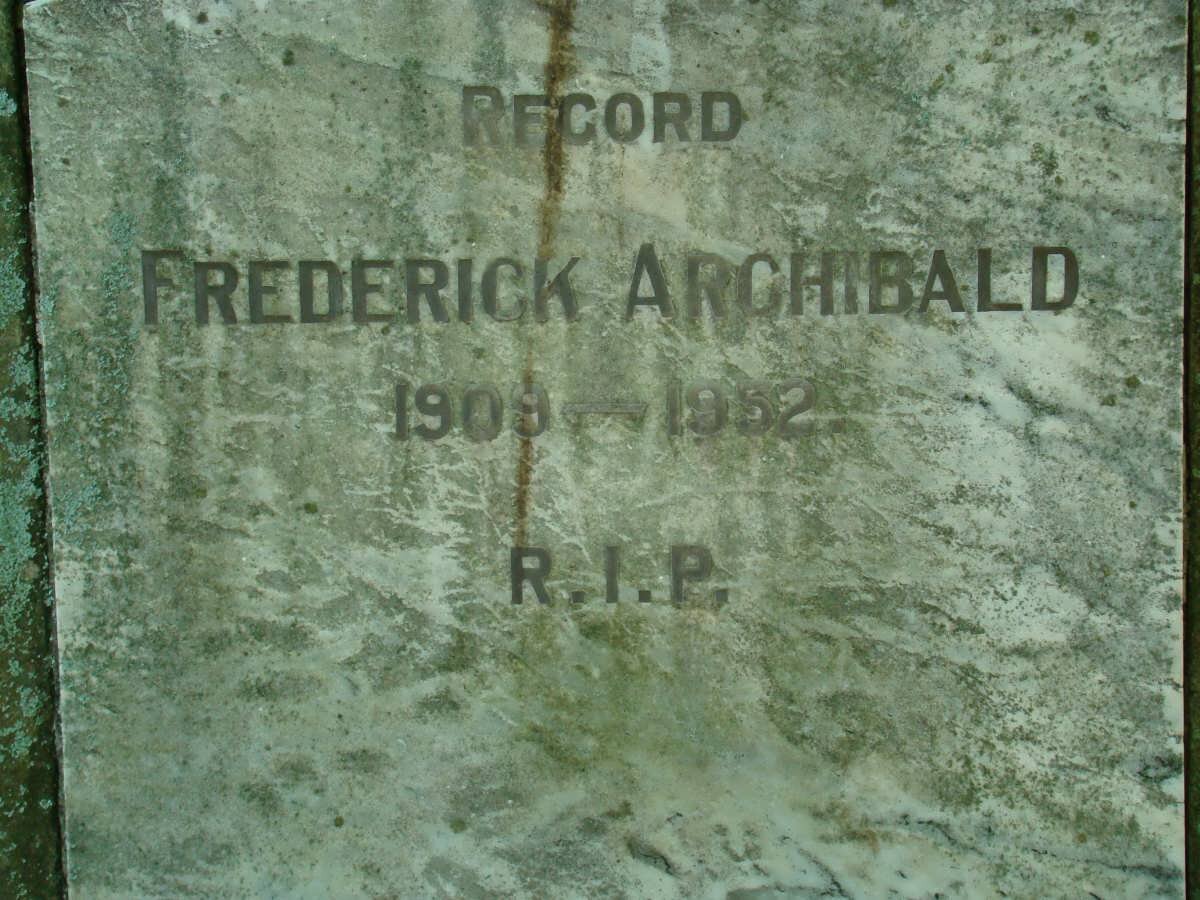 RECORD
FREDERICK ARCHIBALD
1909 — 1952.
R.I.P.